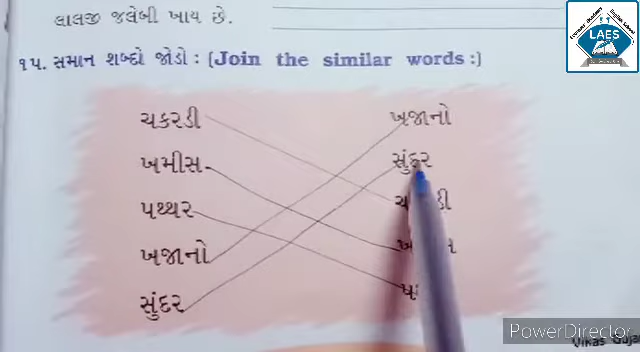 લાલજી જલેબી ખાય છે.
૧૫. સમાન શબ્દો જોડો : (Join the similar words :)
ચકરડી ખજાનો
ખમીસ સુંદર
પથ્થર
ખજાનો
સુંદર
LAES
PowerDirector